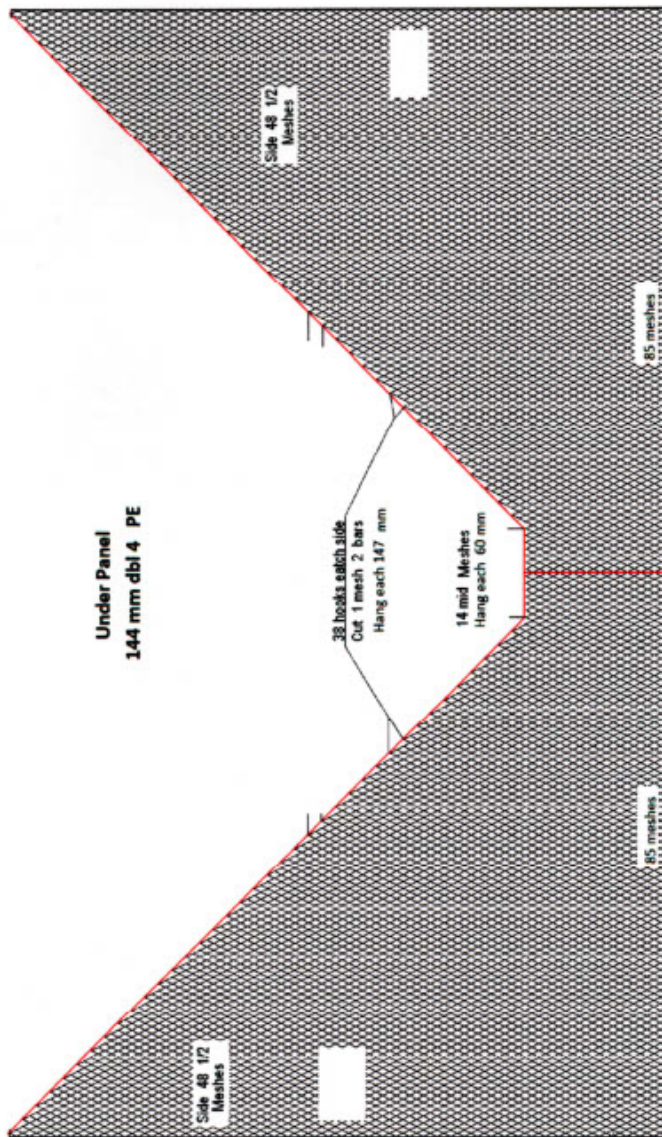 Under Panel
144 mm dbl 4 PE
38 hooks eatch side
Cut 1 mesh 2 bars
Hang each 147 mm
14 mid Meshes
Hang each 60 mm
Side 48 1/2
Meshes
Side 48 1/2
Meshes
85 meshes
85 meshes